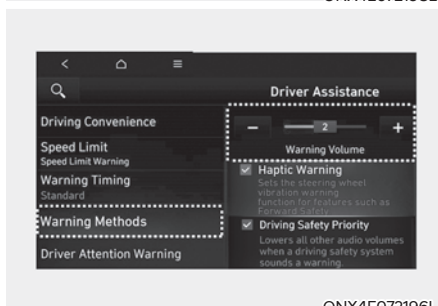 Driver Assistance
Driving Convenience
Speed Limit
Speed Limit Warning
Warning Timing
Standard
Warning Methods
Driver Attention Warning
2
Warning Volume
Haptic Warning
Sets the steering wheel
vibration warning
function for features such as
Forward Safety
Driving Safety Priority
Lowers all other audio volumes
when a driving safety system
sounds a warning.